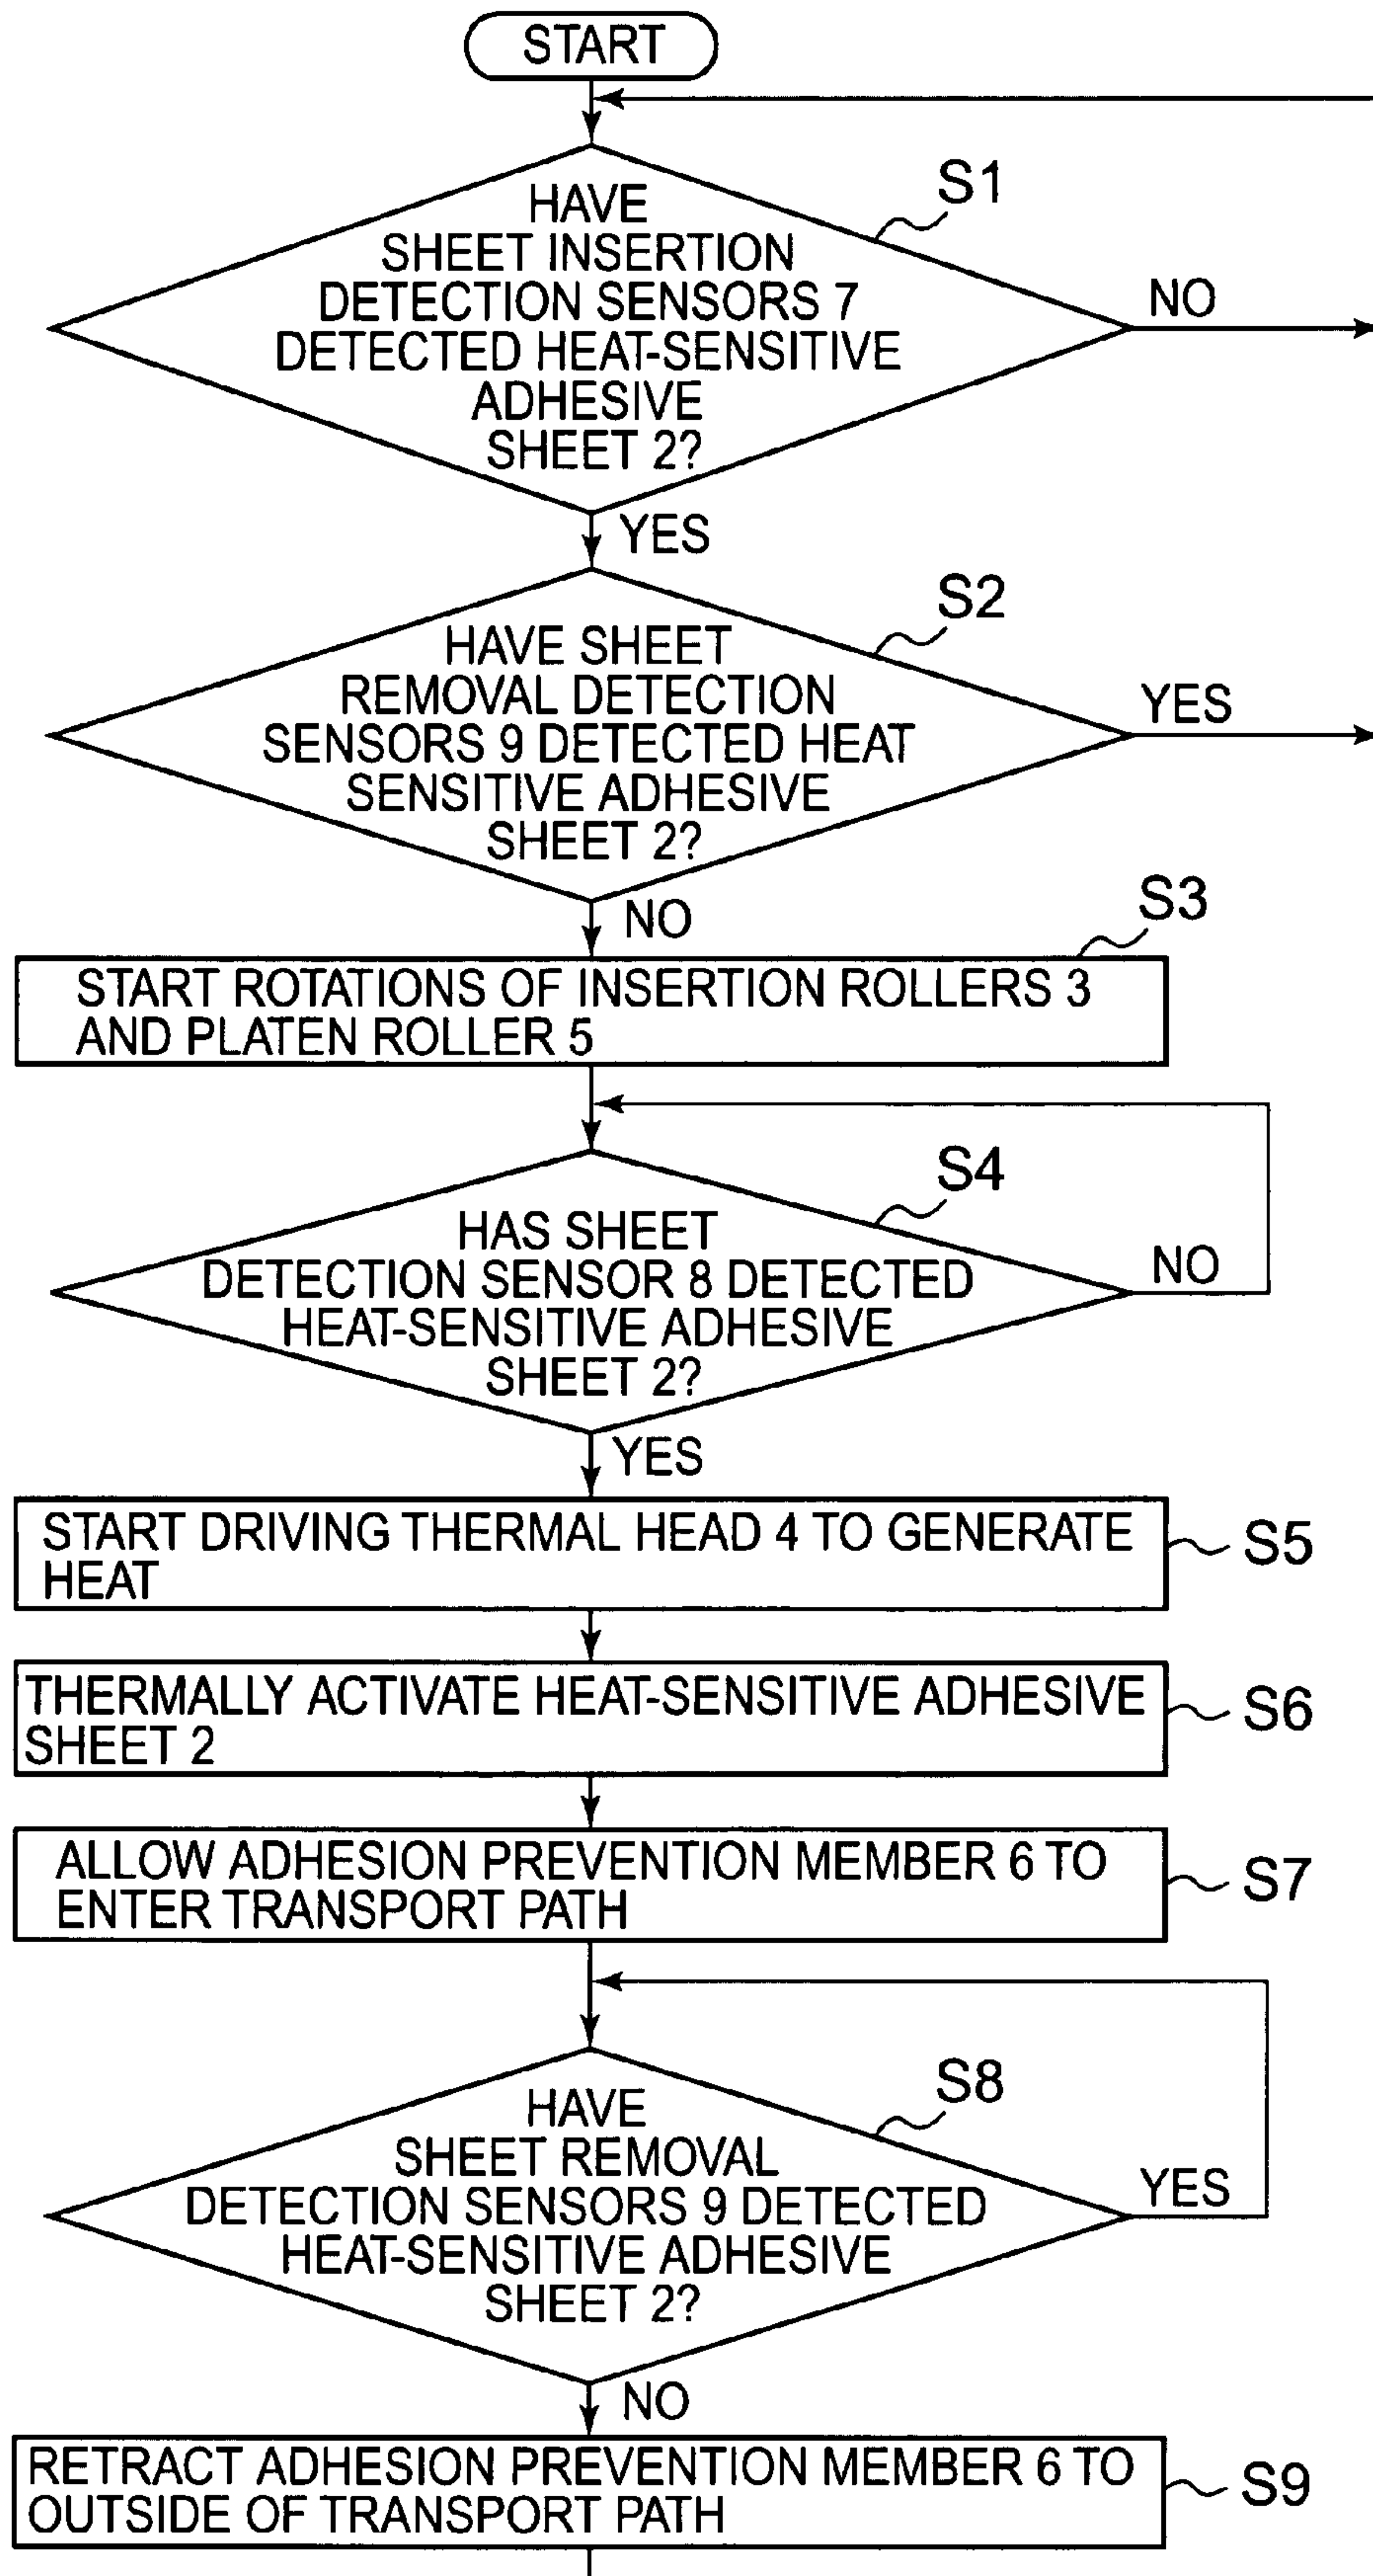 START
S1
HAVE
SHEET INSERTION
DETECTION SENSORS 7
DETECTED HEAT-SENSITIVE
ADHESIVE
SHEET 2?
NO
YES
S2
HAVE SHEET
REMOVAL DETECTION
SENSORS 9 DETECTED HEAT
SENSITIVE ADHESIVE
SHEET 2?
YES
NO
S3
START ROTATIONS OF INSERTION ROLLERS 3
AND PLATEN ROLLER 5
S4
HAS SHEET
DETECTION SENSOR 8 DETECTED
HEAT-SENSITIVE ADHESIVE
SHEET 2?
NO
YES
START DRIVING THERMAL HEAD 4 TO GENERATE
HEAT
S5
THERMALLY ACTIVATE HEAT-SENSITIVE ADHESIVE
SHEET 2
S6
ALLOW ADHESION PREVENTION MEMBER 6 TO
ENTER TRANSPORT PATH
S7
S8
HAVE
SHEET REMOVAL
DETECTION SENSORS 9 DETECTED
HEAT-SENSITIVE ADHESIVE
SHEET 2?
YES
NO
RETRACT ADHESION PREVENTION MEMBER 6 TO
OUTSIDE OF TRANSPORT PATH
S9